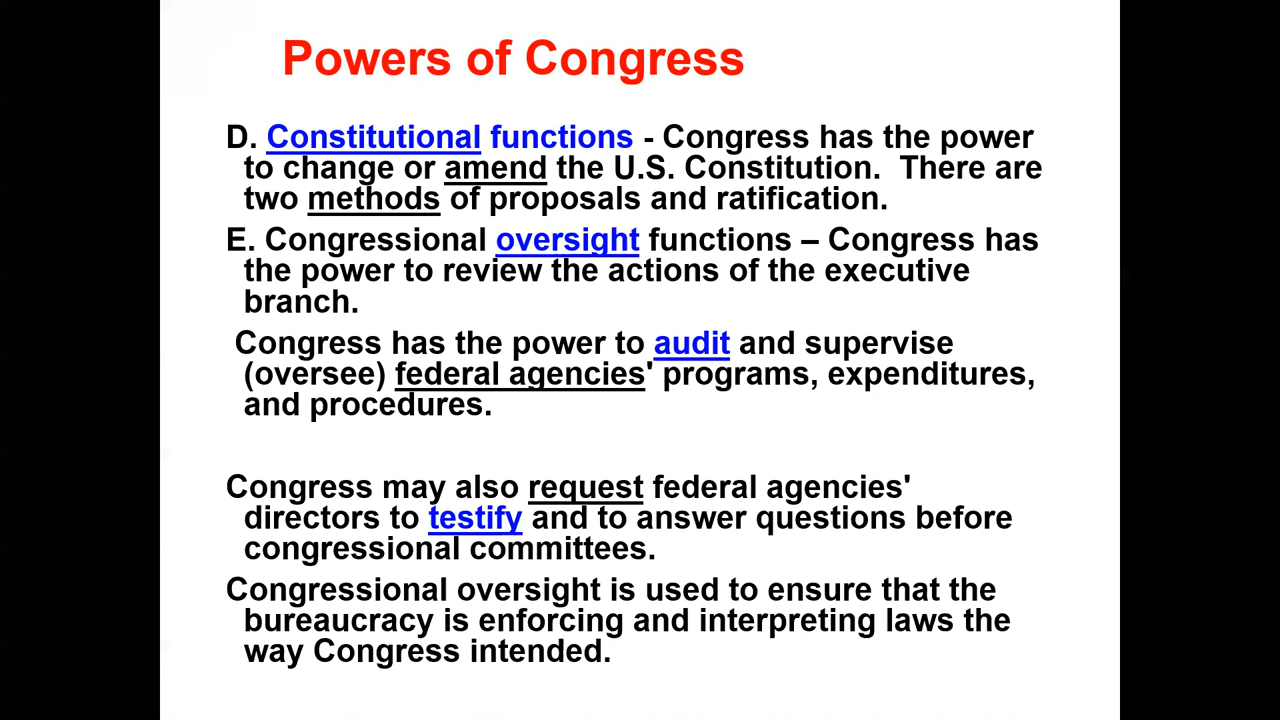 Powers of Congress
D. Constitutional functions - Congress has the power
to change or amend the U.S. Constitution.  There are
two methods of proposals and ratification.
E. Congressional oversight functions – Congress has
the power to review the actions of the executive
branch.
Congress has the power to audit and supervise
(oversee) federal agencies' programs, expenditures,
and procedures.
Congress may also request federal agencies'
directors to testify and to answer questions before
congressional committees.
Congressional oversight is used to ensure that the
bureaucracy is enforcing and interpreting laws the
way Congress intended.